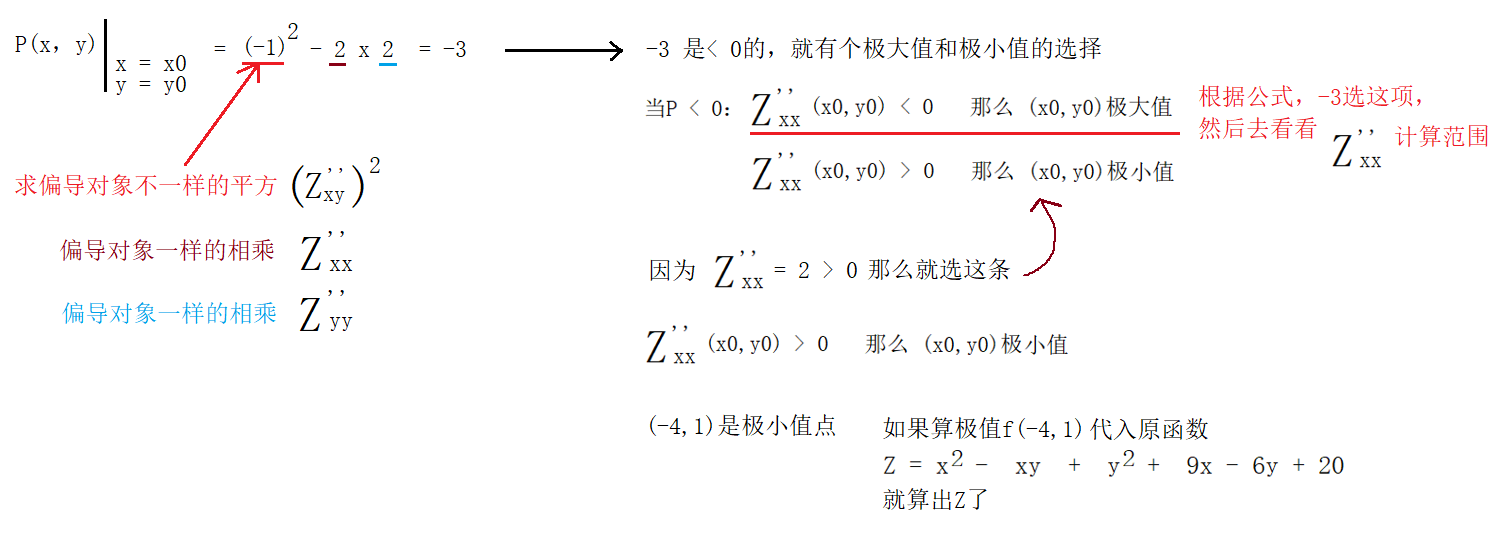 P(x, y)| x = x0 y = y0 = (-1)² - 2 x 2 = -3
求偏导对象不一样的平方 (Z''xy)²
偏导对象一样的相乘 Z''xx
偏导对象一样的相乘 Z''yy
-3 是< 0的，就有个极大值和极小值的选择
当P < 0： Z''xx (x0,y0) < 0 那么 (x0,y0)极大值
Z''xx (x0,y0) > 0 那么 (x0,y0)极小值
根据公式，-3选这项，
然后去看看 Z''xx 计算范围
因为 Z''xx = 2 > 0 那么就选这条
Z''xx (x0,y0) > 0 那么 (x0,y0)极小值
(-4,1)是极小值点
如果算极值f(-4,1)代入原函数
Z = x² - xy + y² + 9x - 6y + 20
就算出Z了